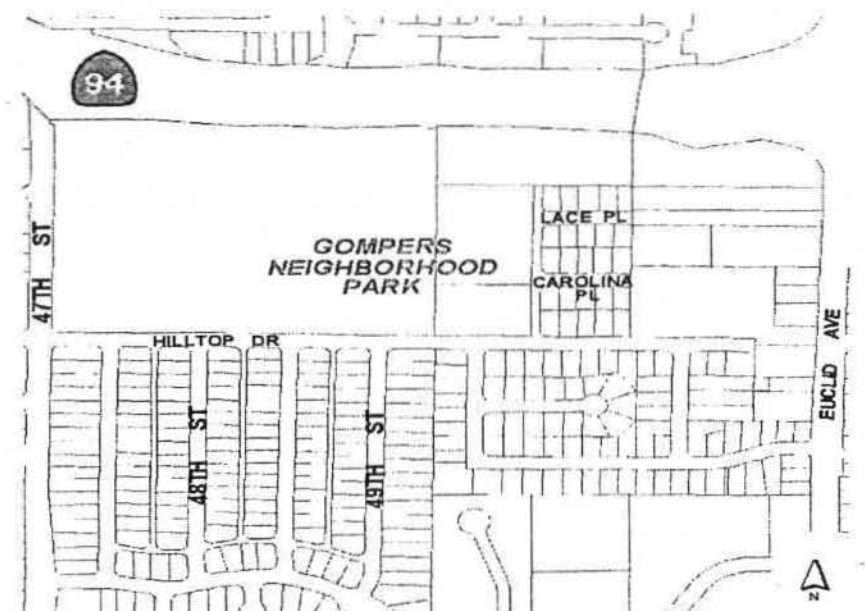 94
LACE PL
GOMPERS
NEIGHBORHOOD
PARK
CAROLINA
PL
47TH ST
HILLTOP DR
EUCLID AVE
48TH ST
49TH ST
N